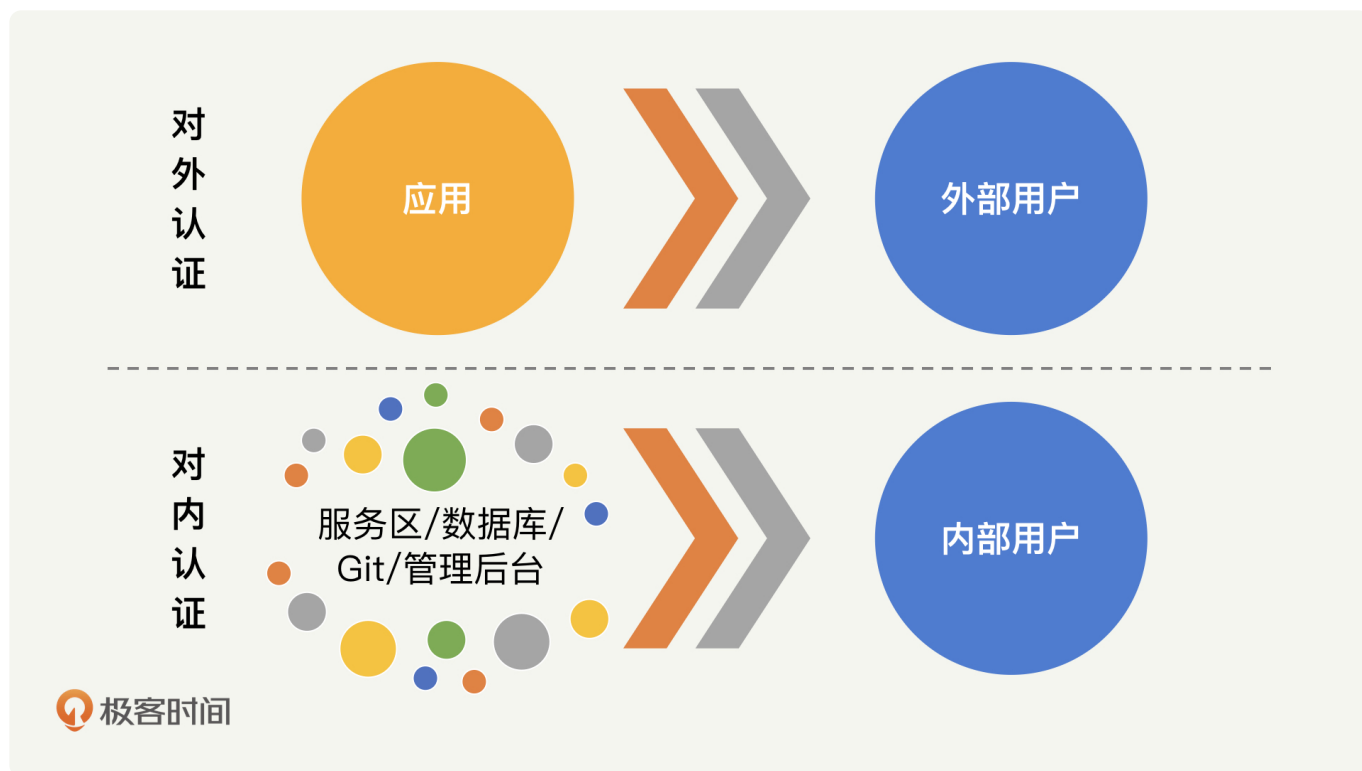 对外认证
应用
外部用户
对内认证
服务区/数据库/
Git/管理后台
内部用户
极客时间